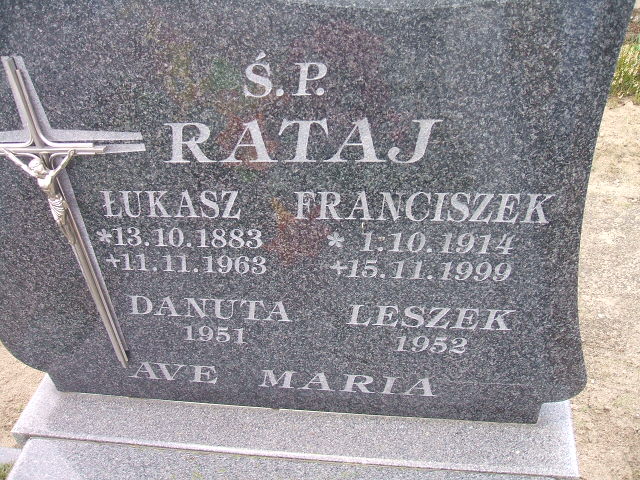 Ś.P.
RATAJ
ŁUKASZ FRANCISZEK
*13.10.1883 * 1.10.1914
+11.11.1963 +15.11.1999
DANUTA LESZEK
1951 1952
AVE MARIA